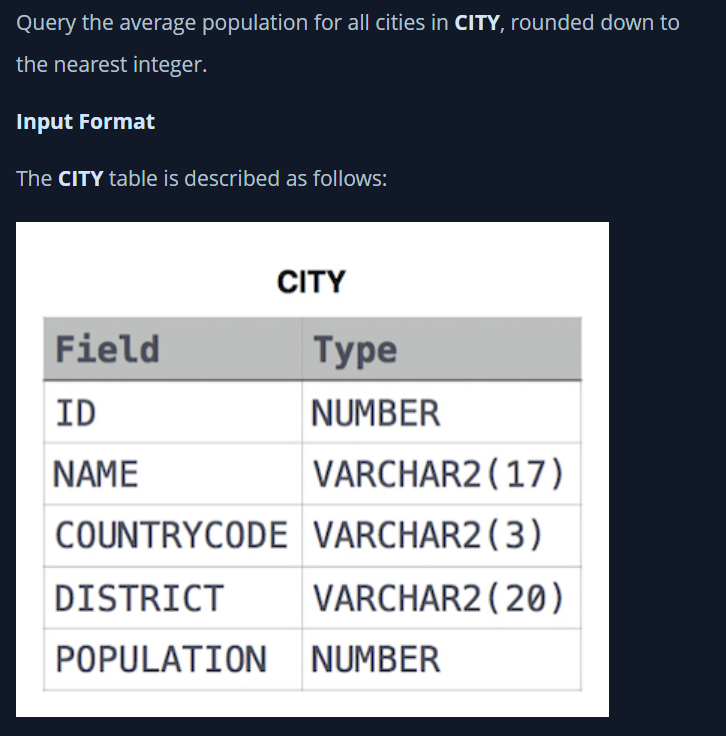 Query the average population for all cities in CITY, rounded down to
the nearest integer.
Input Format
The CITY table is described as follows:
CITY
Field Type
ID NUMBER
NAME VARCHAR2(17)
COUNTRYCODE VARCHAR2(3)
DISTRICT VARCHAR2(20)
POPULATION NUMBER